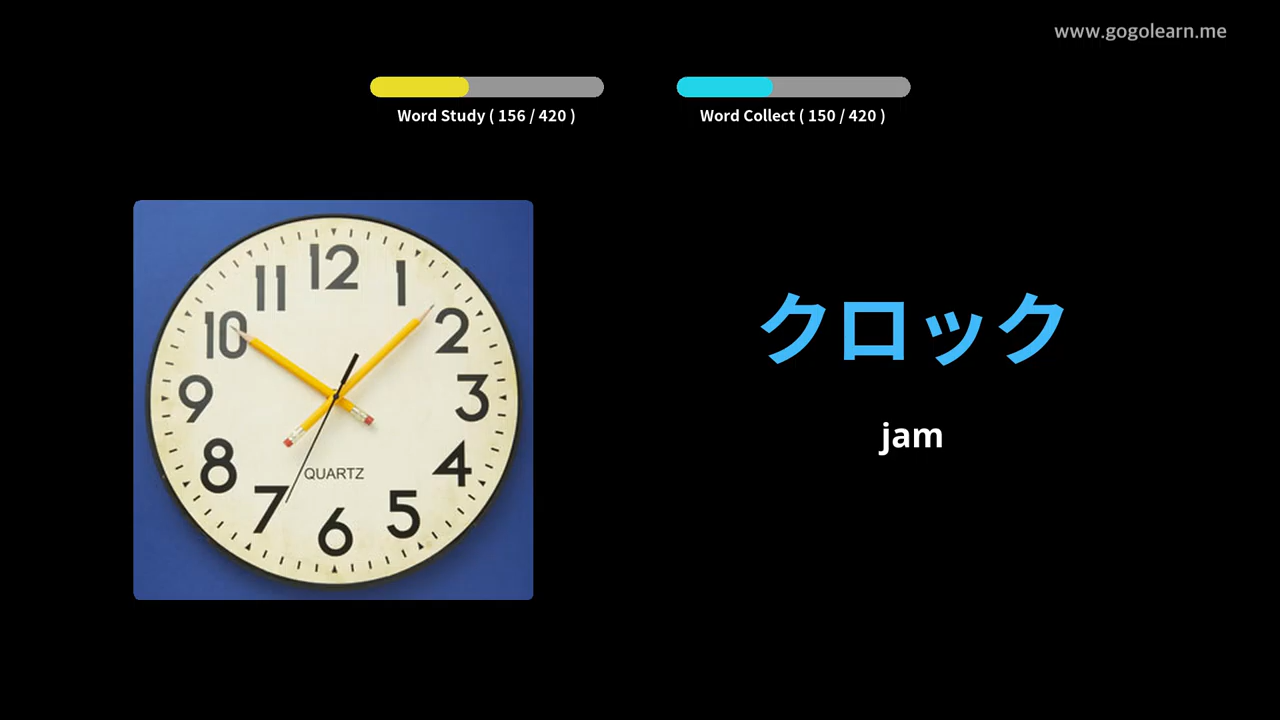 www.gogolearn.me
Word Study ( 156 / 420 )
Word Collect ( 150 / 420 )
12
1
2
3
4
5
6
7
8
9
10
11
QUARTZ
クロック
jam